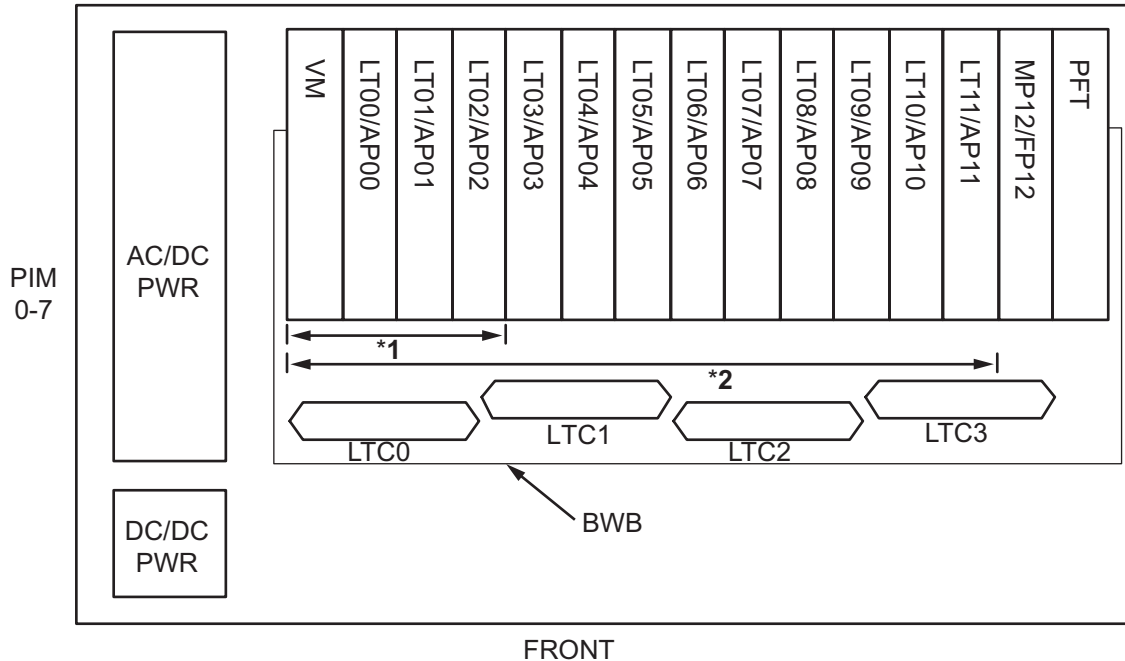 VM
LT00/AP00
LT01/AP01
LT02/AP02
LT03/AP03
LT04/AP04
LT05/AP05
LT06/AP06
LT07/AP07
LT08/AP08
LT09/AP09
LT10/AP10
LT11/AP11
MP12/FP12
PFT
AC/DC
PWR
PIM
0-7
*1
*2
LTC0
LTC1
LTC2
LTC3
BWB
DC/DC
PWR
FRONT